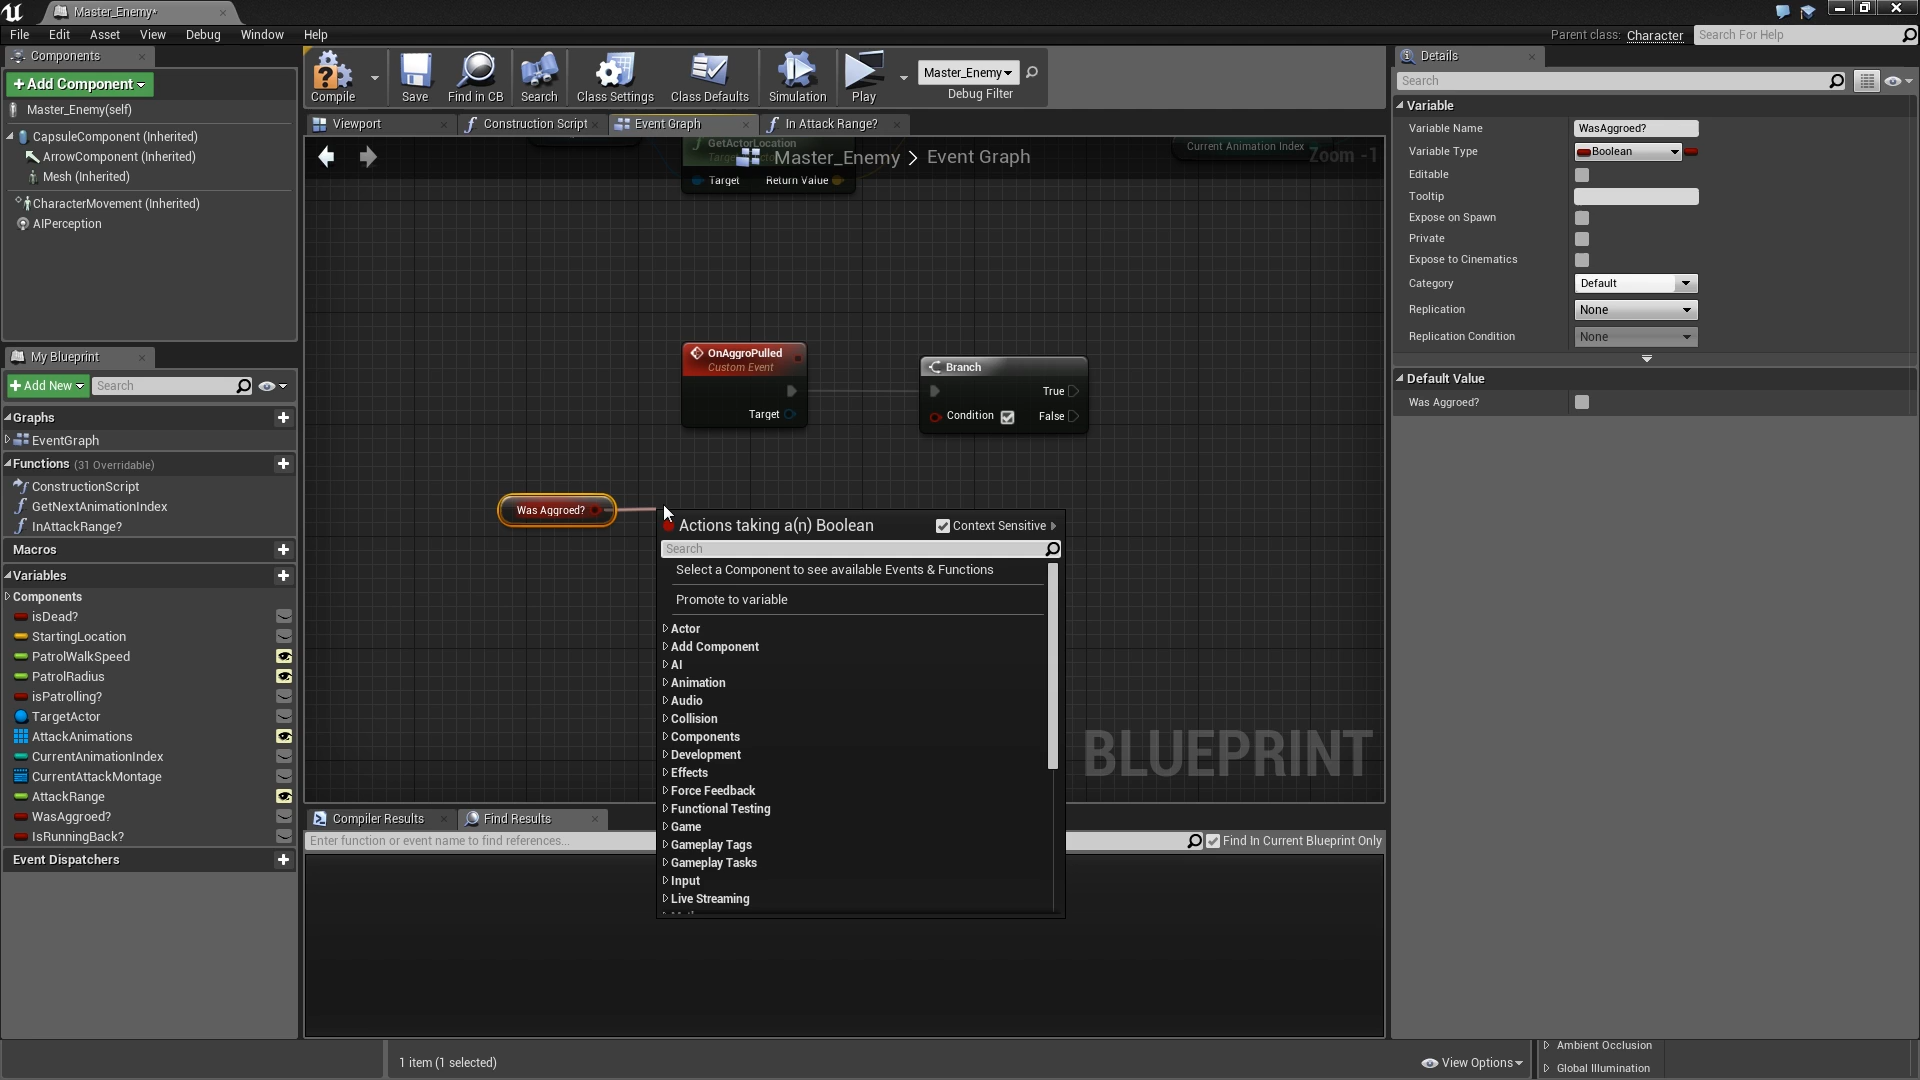 Master_Enemy*
File Edit Asset View Debug Window Help
Parent class: Character
Search For Help
Components
+Add Component
Master_Enemy(self)
CapsuleComponent (Inherited)
ArrowComponent (Inherited)
Mesh (Inherited)
CharacterMovement (Inherited)
AIPerception
My Blueprint
+Add New
Search
Graphs
EventGraph
Functions (31 Overridable)
ConstructionScript
GetNextAnimationIndex
InAttackRange?
Macros
Variables
Components
isDead?
StartingLocation
PatrolWalkSpeed
PatrolRadius
isPatrolling?
TargetActor
AttackAnimations
CurrentAnimationIndex
CurrentAttackMontage
AttackRange
WasAggroed?
IsRunningBack?
Event Dispatchers
Compile
Save
Find in CB
Search
Class Settings
Class Defaults
Simulation
Play
Master_Enemy
Debug Filter
Viewport
Construction Script
Event Graph
In Attack Range?
Master_Enemy > Event Graph
Zoom -1
GetActorLocation
Target Return Value
Current Animation Index
OnAggroPulled
Custom Event
Target
Branch
True
Condition
False
Was Aggroed?
Actions taking a(n) Boolean
Context Sensitive
Search
Select a Component to see available Events & Functions
Promote to variable
Actor
Add Component
AI
Animation
Audio
Collision
Components
Development
Effects
Force Feedback
Functional Testing
Game
Gameplay Tags
Gameplay Tasks
Input
Live Streaming
BLUEPRINT
Compiler Results
Find Results
Enter function or event name to find references...
Find In Current Blueprint Only
1 item (1 selected)
View Options
Details
Search
Variable
Variable Name WasAggroed?
Variable Type Boolean
Editable
Tooltip
Expose on Spawn
Private
Expose to Cinematics
Category Default
Replication None
Replication Condition None
Default Value
Was Aggroed?
Ambient Occlusion
Global Illumination